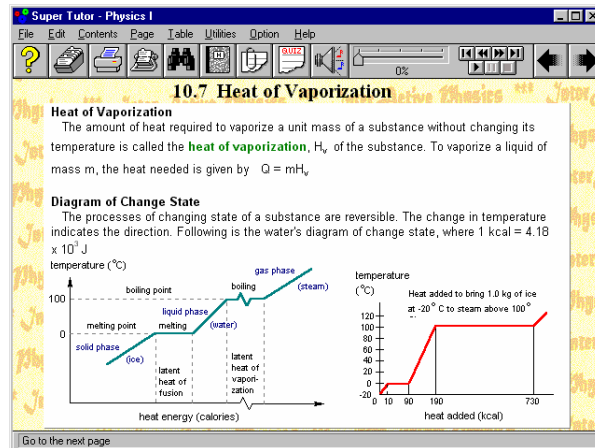 Super Tutor - Physics I
File Edit Contents Page Table Utilities Option Help
QUIZ
0%
10.7 Heat of Vaporization
Heat of Vaporization
The amount of heat required to vaporize a unit mass of a substance without changing its
temperature is called the heat of vaporization, Hv of the substance. To vaporize a liquid of
mass m, the heat needed is given by Q = mHv
Diagram of Change State
The processes of changing state of a substance are reversible. The change in temperature
indicates the direction. Following is the water's diagram of change state, where 1 kcal = 4.18
x 10³ J
temperature (°C)
gas phase
boiling point
boiling
(steam)
100
liquid phase
melting point
melting
(water)
0
solid phase
(ice)
latent
heat of
fusion
latent
heat of
vapori-
zation
heat energy (calories)
temperature
(°C)
Heat added to bring 1.0 kg of ice
at -20° C to steam above 100°
120
100
80
60
40
20
0
-20
0 10 90 190 730
heat added (kcal)
Go to the next page